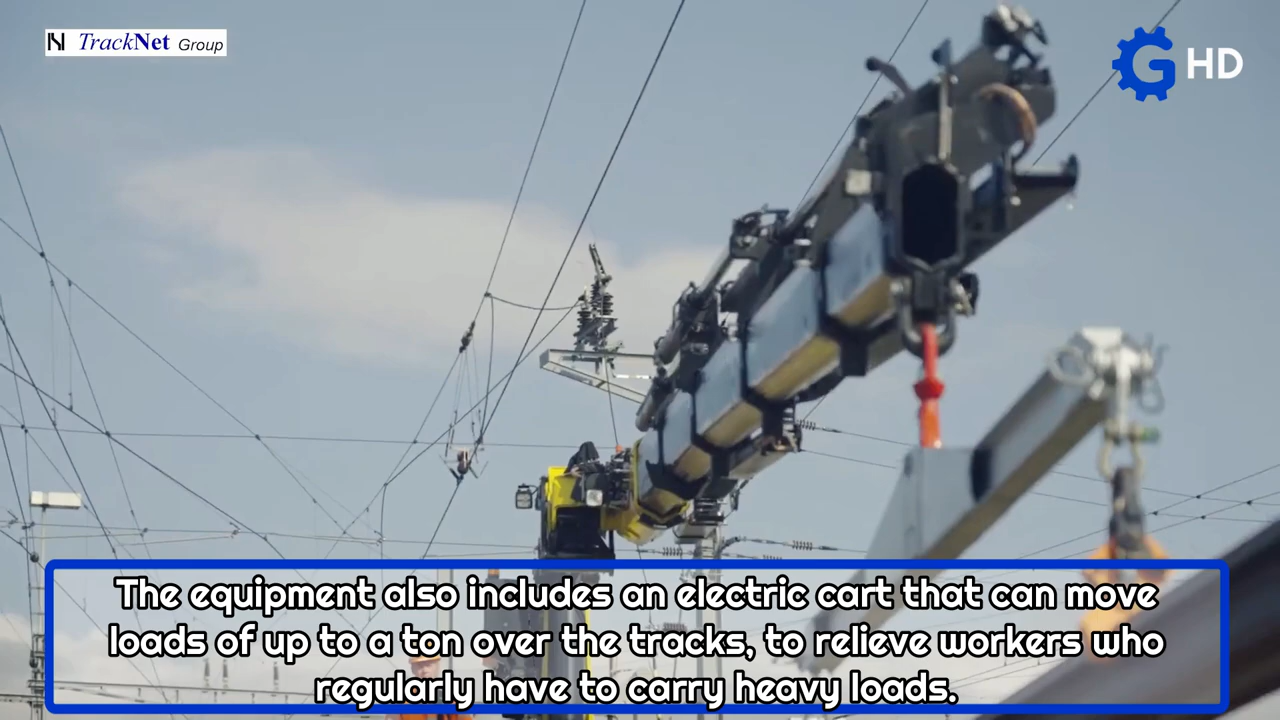 TrackNet Group
G HD
The equipment also includes an electric cart that can move
loads of up to a ton over the tracks, to relieve workers who
regularly have to carry heavy loads.